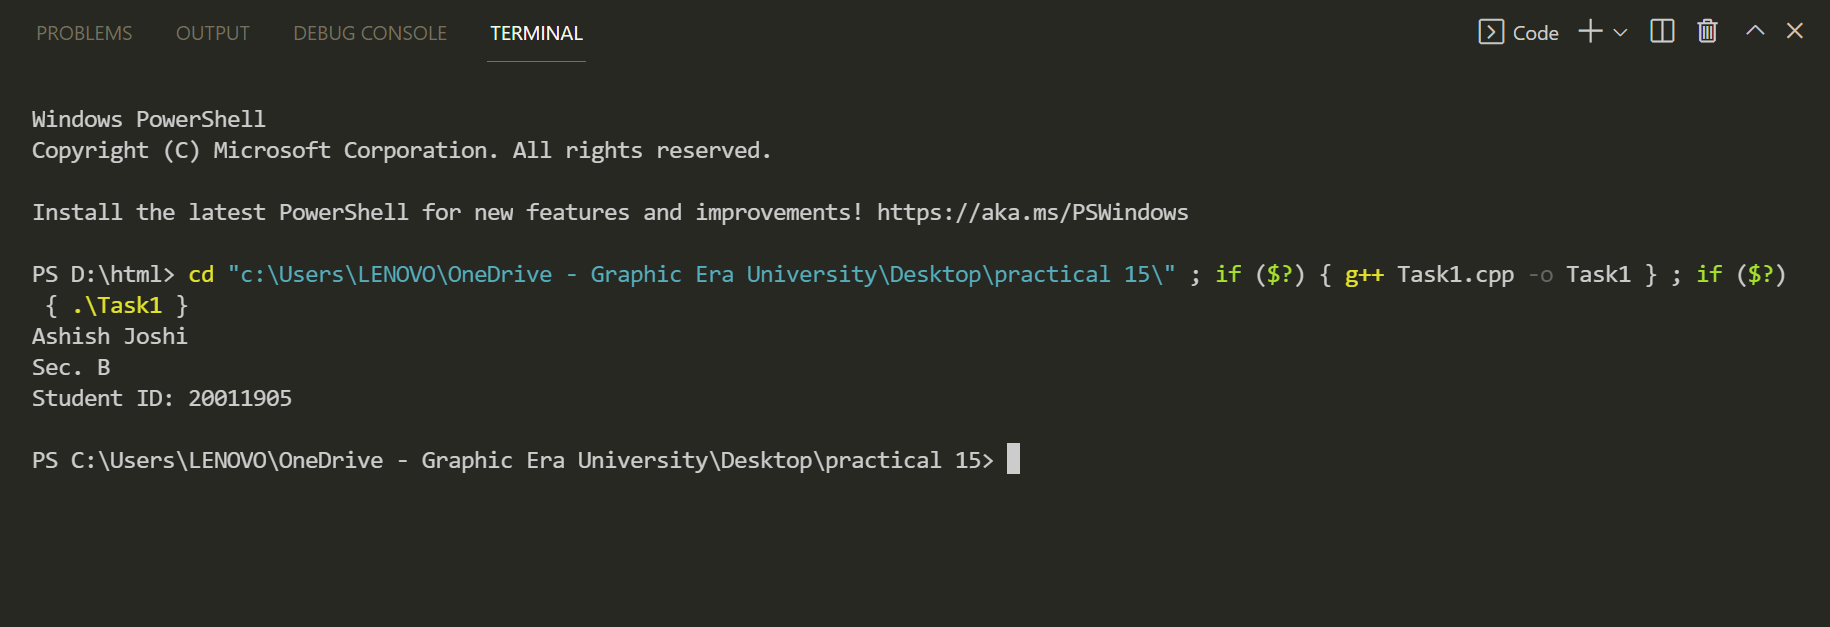 PROBLEMS OUTPUT DEBUG CONSOLE TERMINAL Code
Windows PowerShell
Copyright (C) Microsoft Corporation. All rights reserved.
Install the latest PowerShell for new features and improvements! https://aka.ms/PSWindows
PS D:\html> cd "c:\Users\LENOVO\OneDrive - Graphic Era University\Desktop\practical 15\" ; if ($?) { g++ Task1.cpp -o Task1 } ; if ($?)
{ .\Task1 }
Ashish Joshi
Sec. B
Student ID: 20011905
PS C:\Users\LENOVO\OneDrive - Graphic Era University\Desktop\practical 15>